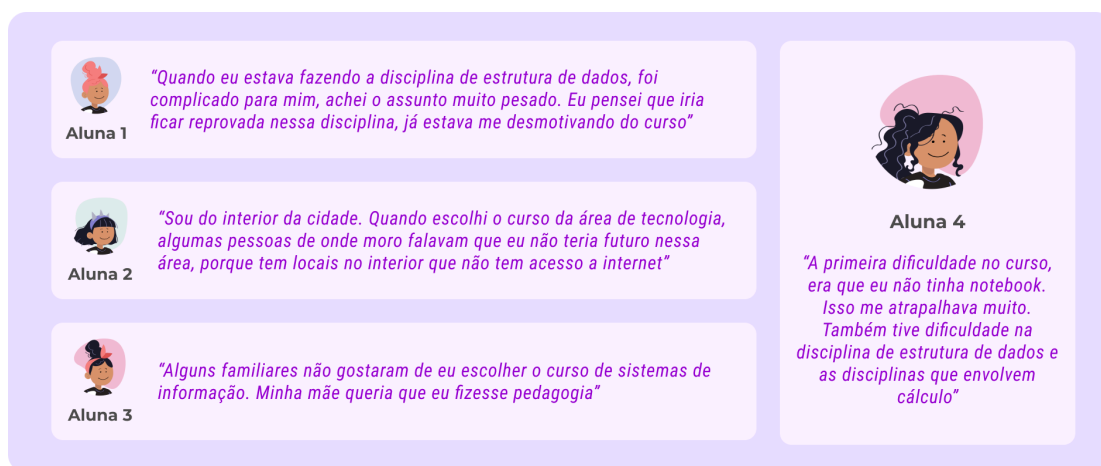 “Quando eu estava fazendo a disciplina de estrutura de dados, foi
complicado para mim, achei o assunto muito pesado. Eu pensei que iria
ficar reprovada nessa disciplina, já estava me desmotivando do curso”
Aluna 1
“Sou do interior da cidade. Quando escolhi o curso da área de tecnologia,
algumas pessoas de onde moro falavam que eu não teria futuro nessa
área, porque tem locais no interior que não tem acesso a internet”
Aluna 2
“Alguns familiares não gostaram de eu escolher o curso de sistemas de
informação. Minha mãe queria que eu fizesse pedagogia”
Aluna 3
Aluna 4
“A primeira dificuldade no curso,
era que eu não tinha notebook.
Isso me atrapalhava muito.
Também tive dificuldade na
disciplina de estrutura de dados e
as disciplinas que envolvem
cálculo”